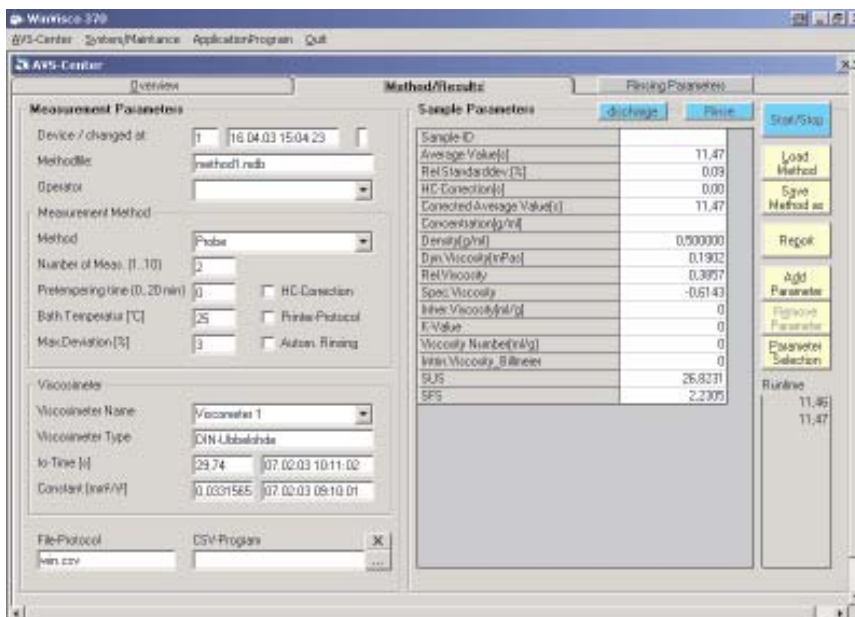 WinVisco 370
AVS-Center System/Maintance ApplicationProgram Quit
AVS-Center
Overview Method/Results Rinsing Parameters
Measurement Parameters
Device / changed at: 1 16.04.03 15:04:23
Methodfile: method1.mdb
Operator
Measurement Method
Method Probe
Number of Meas. (1..10) 2
Pretempering time (0..20 min) 0 HC-Correction
Bath Temperatur [°C] 25 Printer-Protocol
Max.Deviation [%] 3 Autom. Rinsing
Viscosimeter
Viscosimeter Name Viscometer 1
Viscosimeter Type DIN-Ubbelohde
to-Time [s] 29,74 07.02.03 10:11:02
Constant [mm²/s²] 0.0331565 07.02.03 09:10:01
File-Protocol CSV-Program X
win.csv ...
Sample Parameters discharge Rinse
Sample-ID
Average Value[s] 11,47
Rel.Standarddev.[%] 0,09
HC-Correction[s] 0,00
Corrected Average Value[s] 11,47
Concentration[g/ml]
Density[g/ml] 0,500000
Dyn.Viscosity[mPas] 0,1902
Rel.Viscosity 0,3857
Spec.Viscosity -0,6143
Inher.Viscosity[ml/g] 0
K-Value 0
Viscosity Number[ml/g] 0
Intrin.Viscosity_Billmeier 0
SUS 26,8231
SFS 2,2305
Start/Stop
Load
Method
Save
Method as
Report
Add
Parameter
Remove
Parameter
Parameter
Selection
Runtime
11,46
11,47